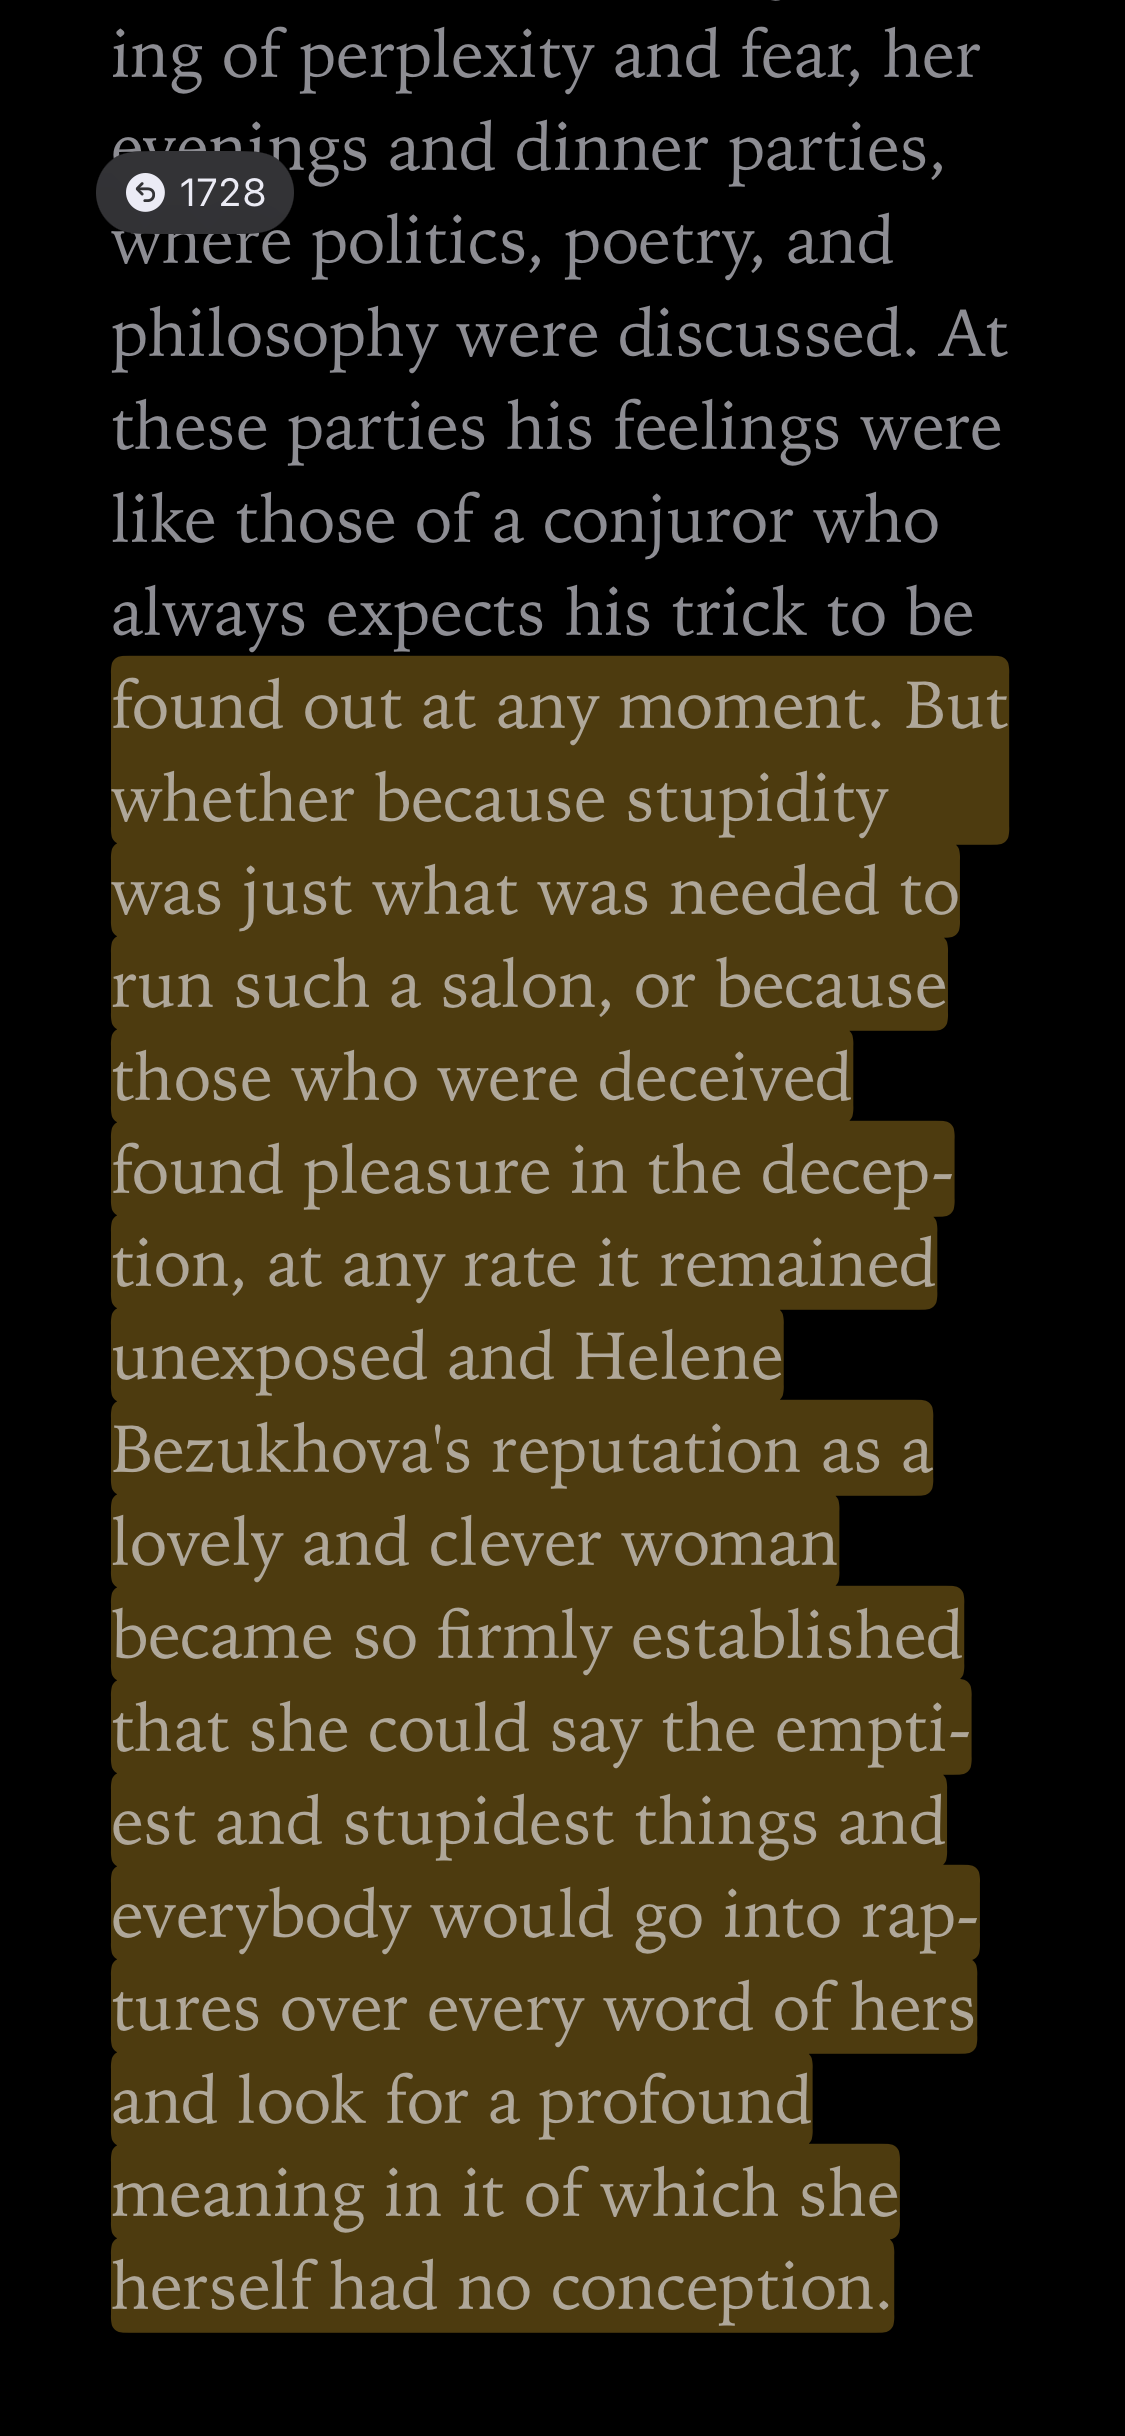 ing of perplexity and fear, her
evenings and dinner parties,
1728
where politics, poetry, and
philosophy were discussed. At
these parties his feelings were
like those of a conjuror who
always expects his trick to be
found out at any moment. But
whether because stupidity
was just what was needed to
run such a salon, or because
those who were deceived
found pleasure in the decep-
tion, at any rate it remained
unexposed and Helene
Bezukhova's reputation as a
lovely and clever woman
became so firmly established
that she could say the empti-
est and stupidest things and
everybody would go into rap-
tures over every word of hers
and look for a profound
meaning in it of which she
herself had no conception.